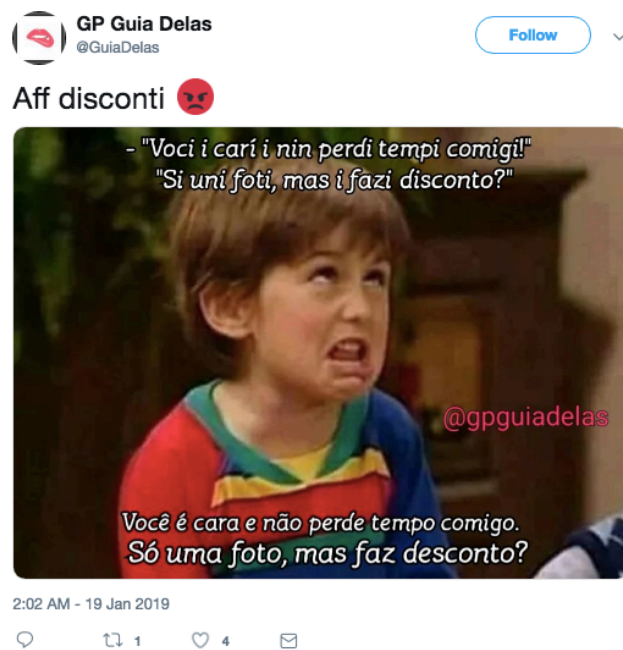 GP Guia Delas
@GuiaDelas
Follow
Aff disconti 😡
- "Voci i carí i nin perdi tempi comigi!"
"Si uni foti, mas i fazi disconto?"
@gpguiadelas
Você é cara e não perde tempo comigo.
Só uma foto, mas faz desconto?
2:02 AM - 19 Jan 2019
1
4